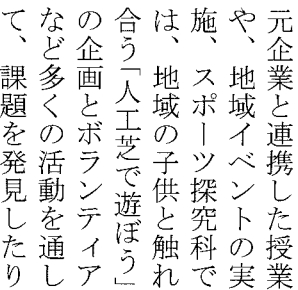 元企業と連携した授業
や、地域イベントの実
施、スポーツ探究科で
は、地域の子供と触れ
合う「人工芝で遊ぼう」
の企画とボランティア
など多くの活動を通し
て、課題を発見したり